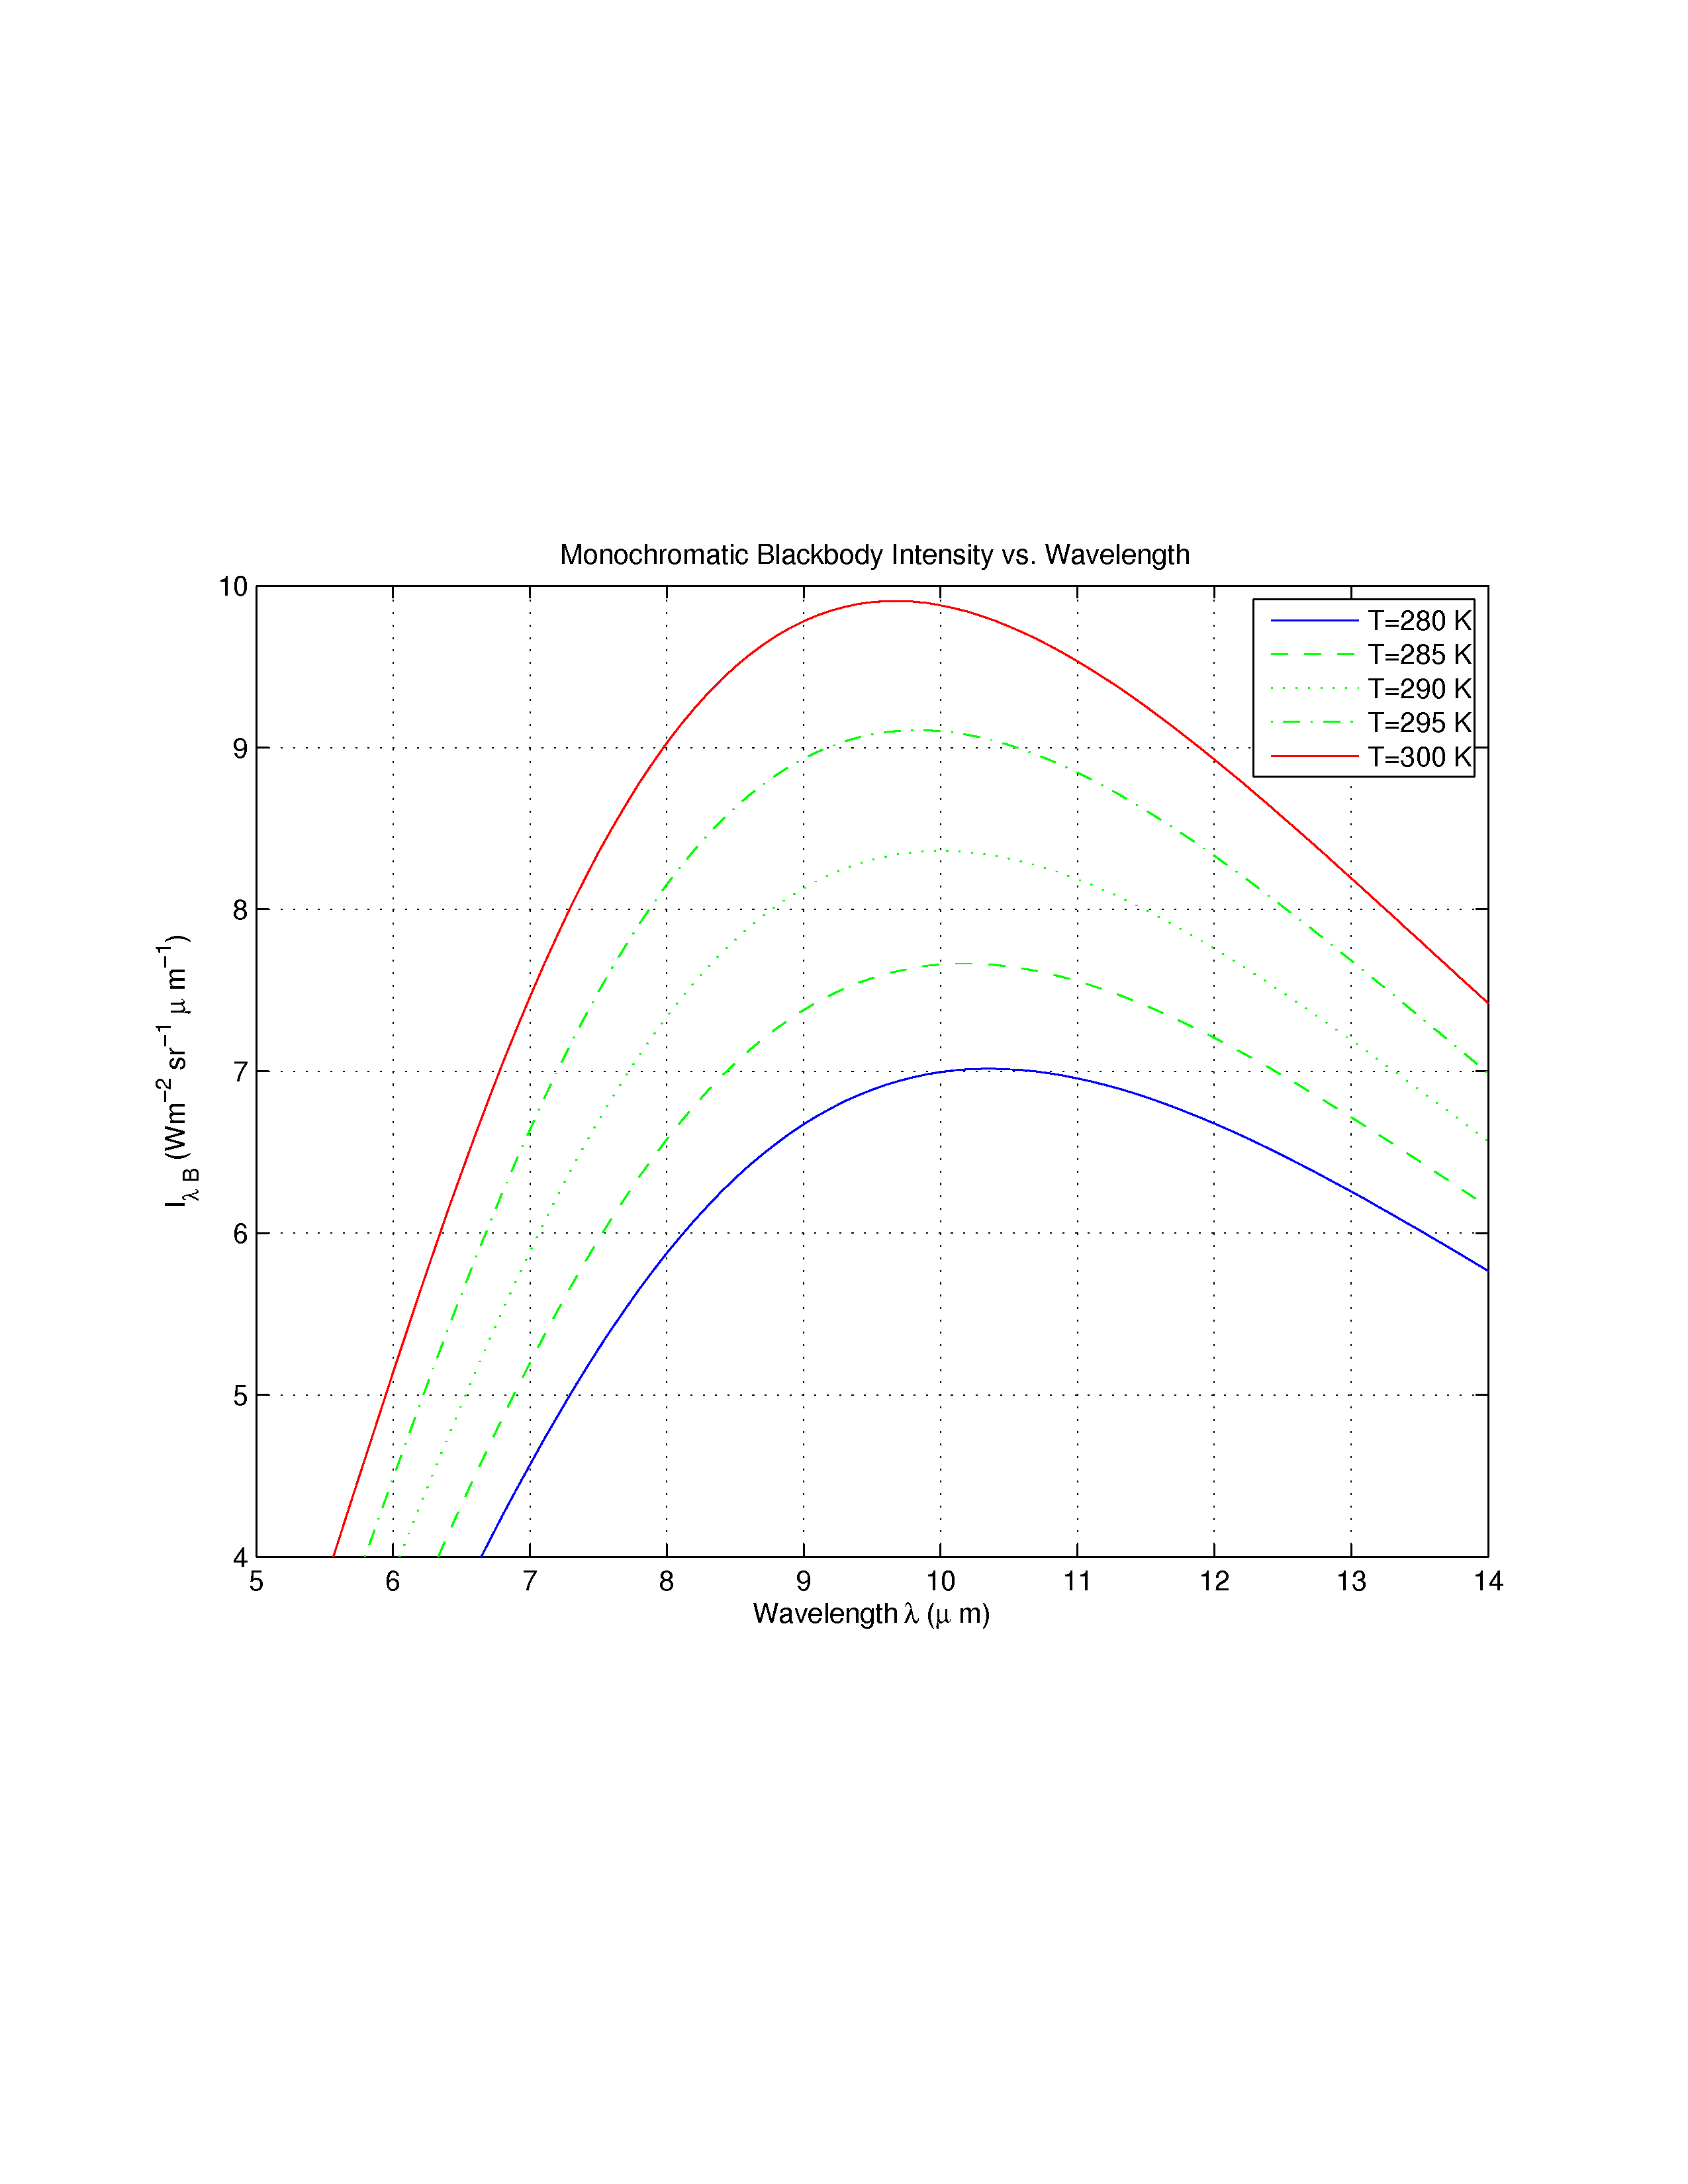 Monochromatic Blackbody Intensity vs. Wavelength
10
9
8
7
6
5
4
I_λ B (Wm⁻² sr⁻¹ μ m⁻¹)
T=280 K
T=285 K
T=290 K
T=295 K
T=300 K
5 6 7 8 9 10 11 12 13 14
Wavelength λ (μ m)